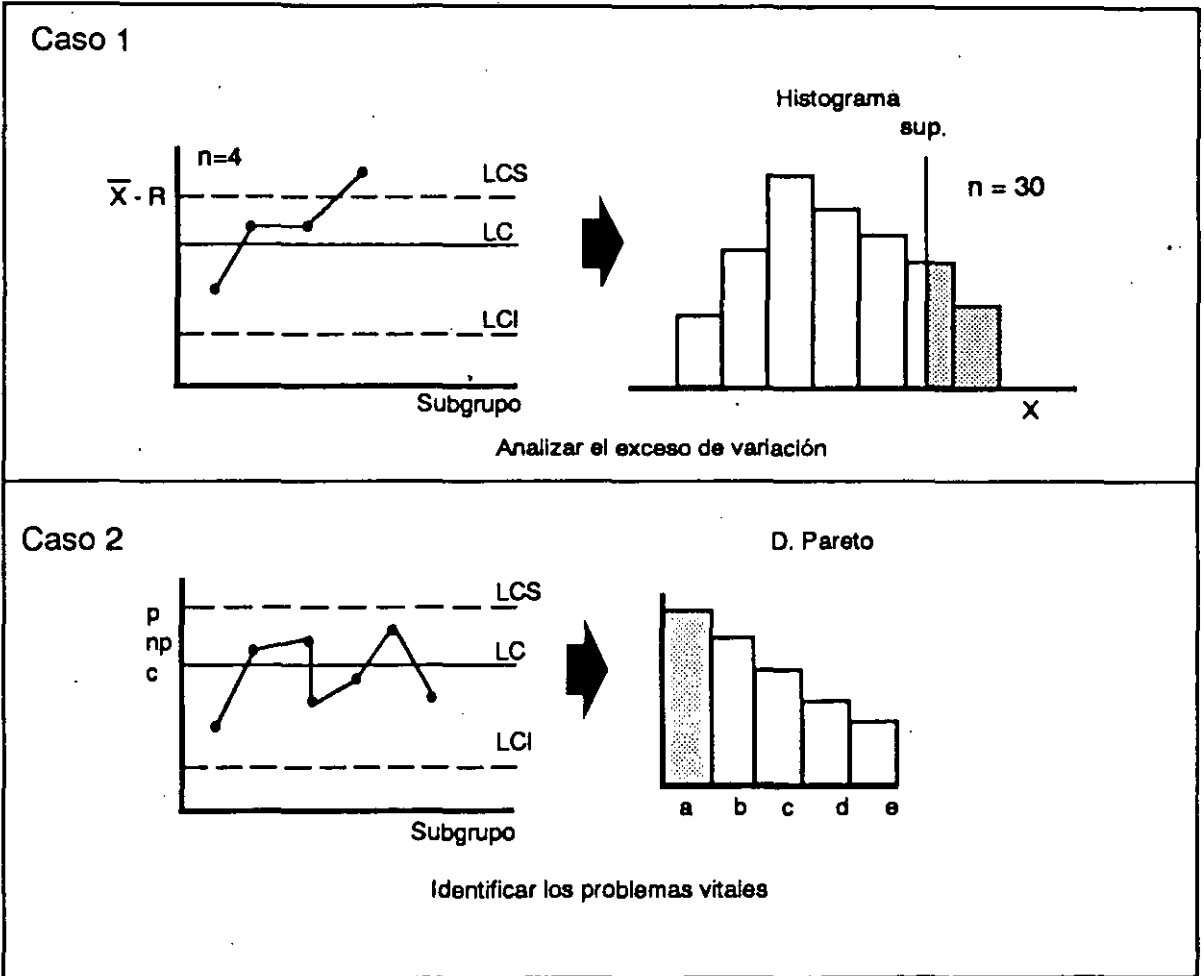 Caso 1
Histograma
sup.
n=4
n = 30
X̅ - R
LCS
LC
LCI
Subgrupo
X
Analizar el exceso de variación
Caso 2
D. Pareto
p
np
c
LCS
LC
LCI
Subgrupo
a b c d e
Identificar los problemas vitales